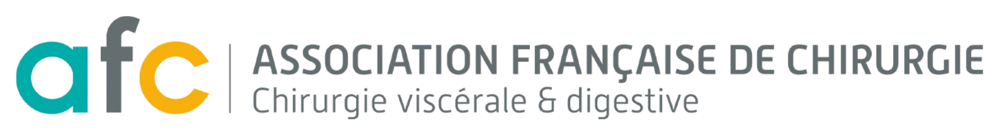 afc
ASSOCIATION FRANÇAISE DE CHIRURGIE
Chirurgie viscérale & digestive